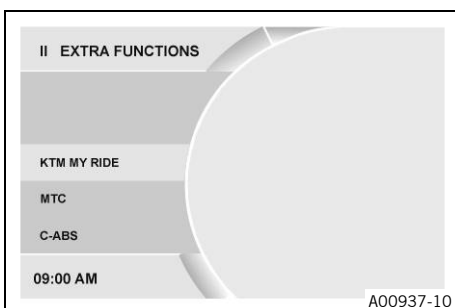 II EXTRA FUNCTIONS
KTM MY RIDE
MTC
C-ABS
09:00 AM
A00937-10